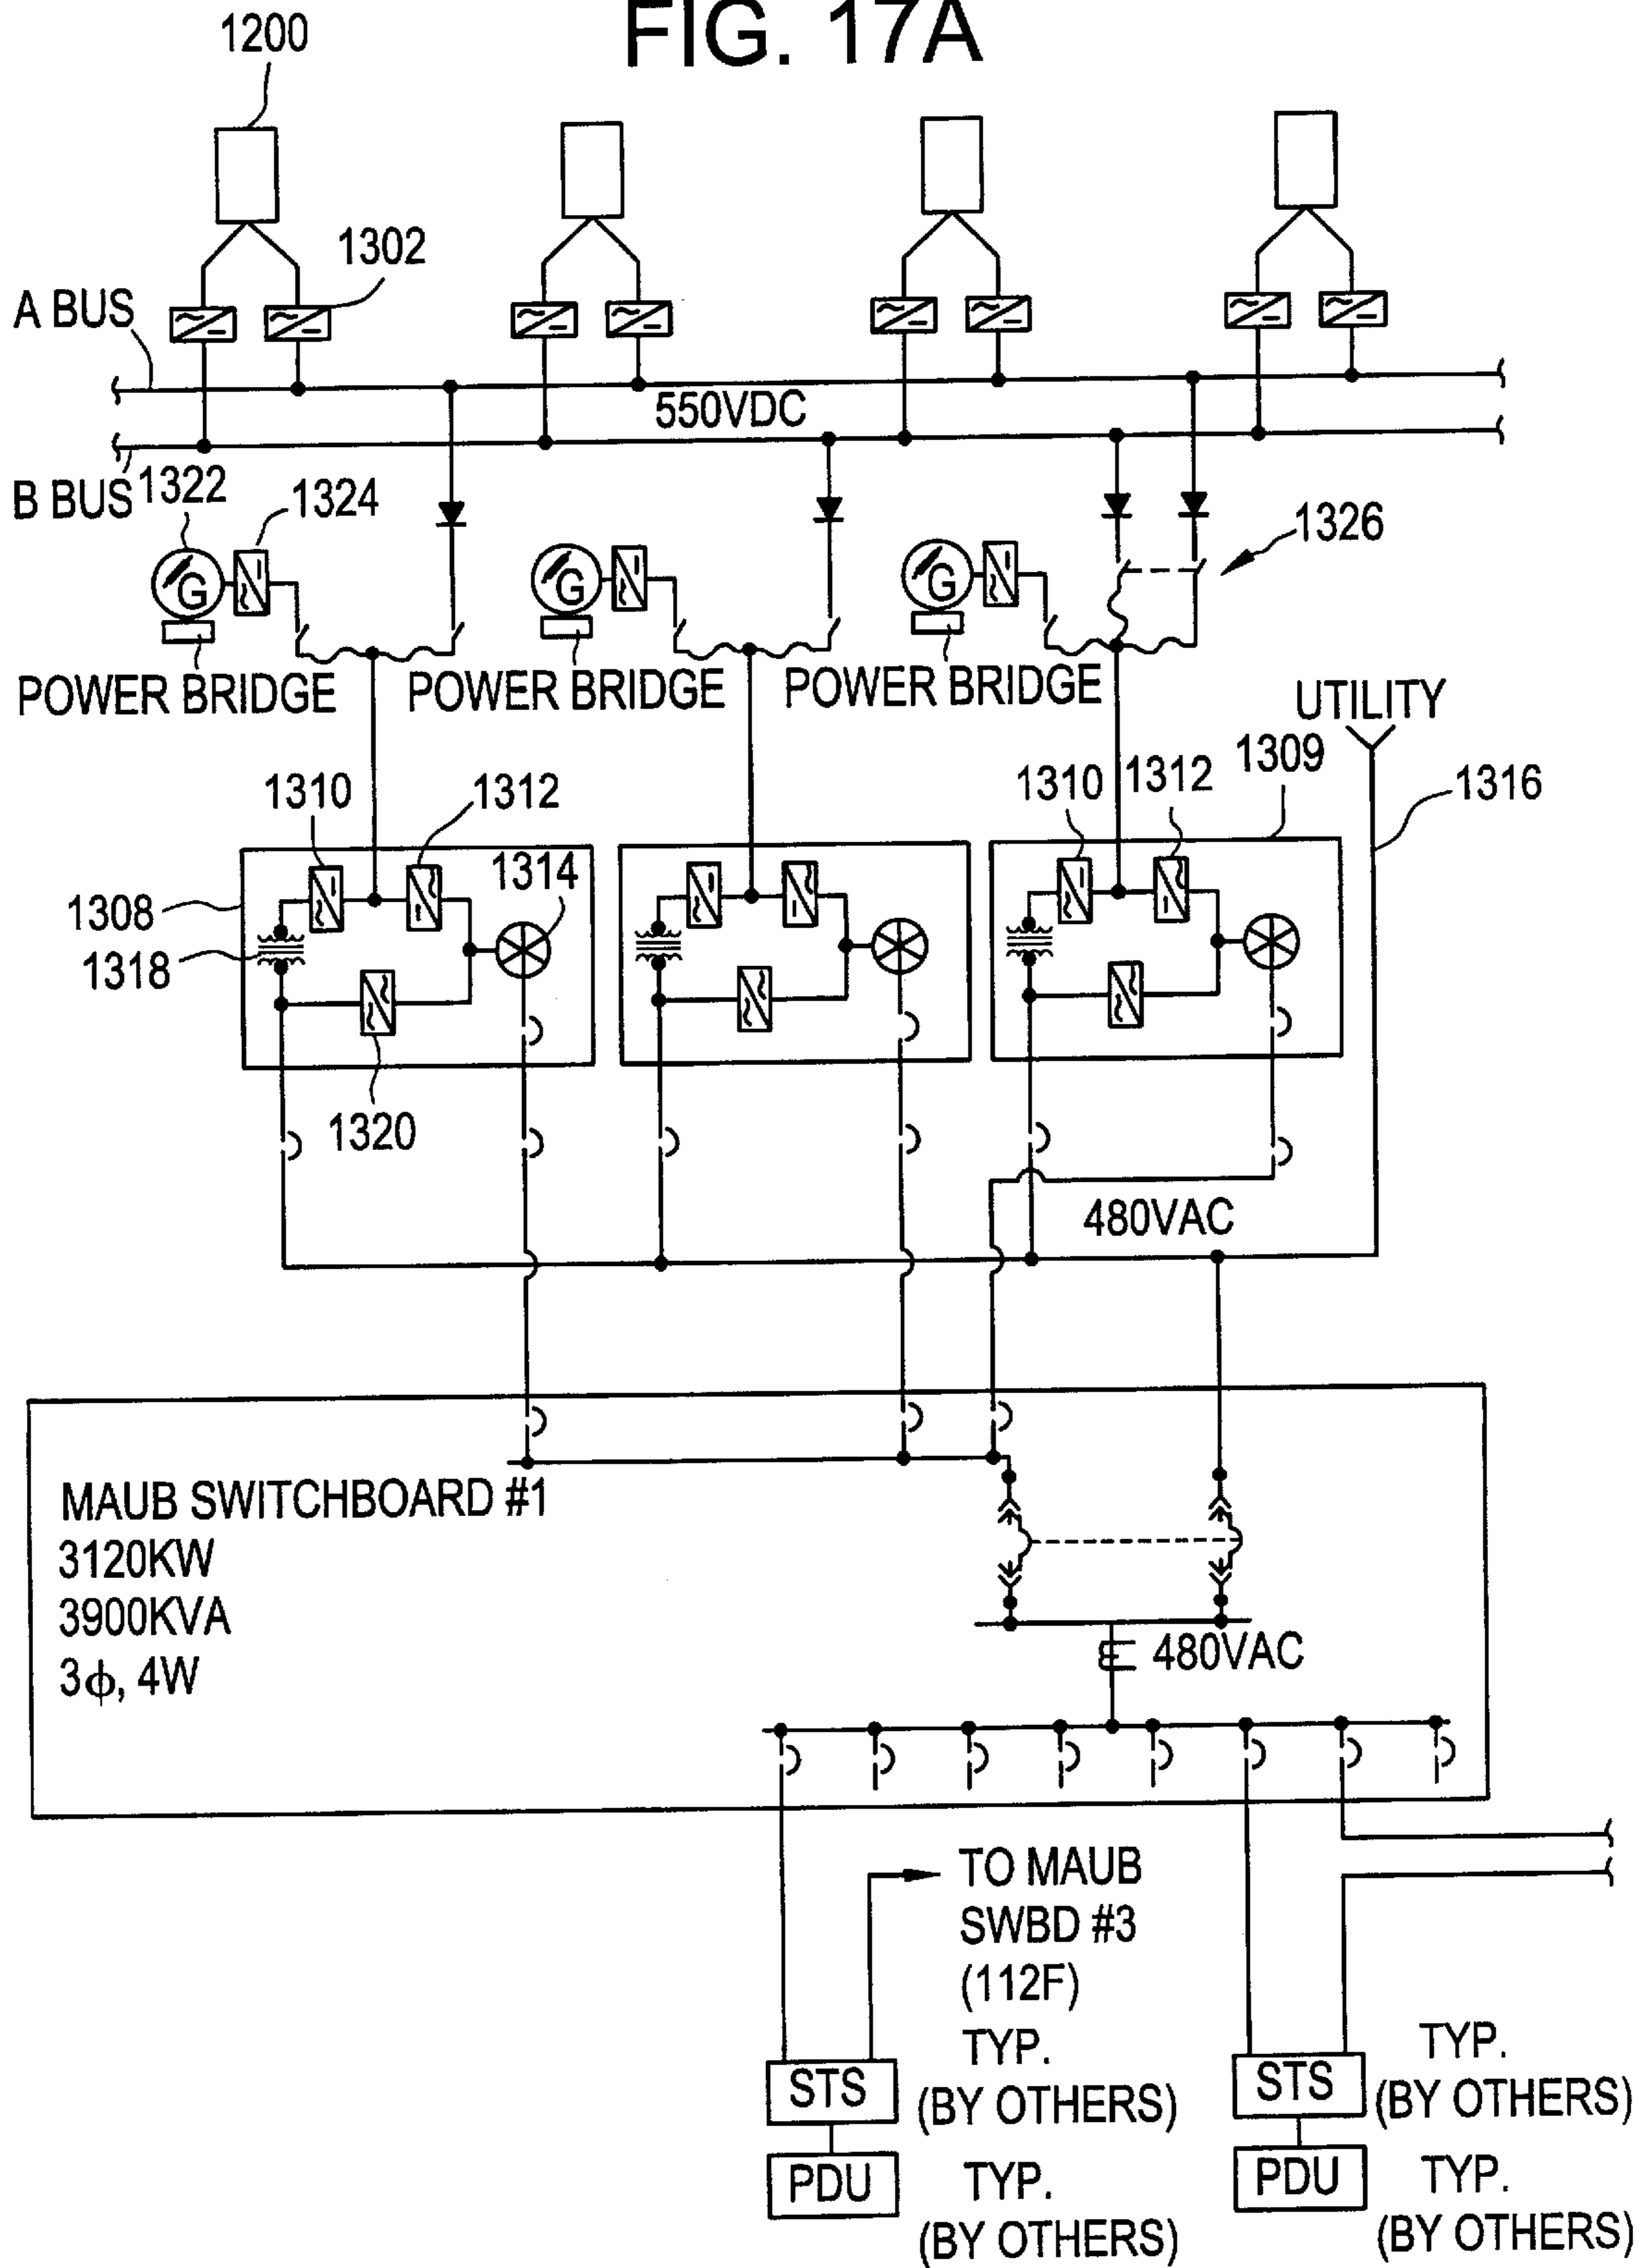 FIG. 17A
1200
1302
A BUS
550VDC
B BUS
1322
1324
1326
G
G
G
POWER BRIDGE
POWER BRIDGE
POWER BRIDGE
UTILITY
1309
1310
1312
1310
1312
1316
1314
1308
1318
1320
480VAC
MAUB SWITCHBOARD #1
3120KW
3900KVA
3ϕ, 4W
480VAC
TO MAUB
SWBD #3
(112F)
STS
TYP.
(BY OTHERS)
STS
TYP.
(BY OTHERS)
PDU
TYP.
(BY OTHERS)
PDU
TYP.
(BY OTHERS)